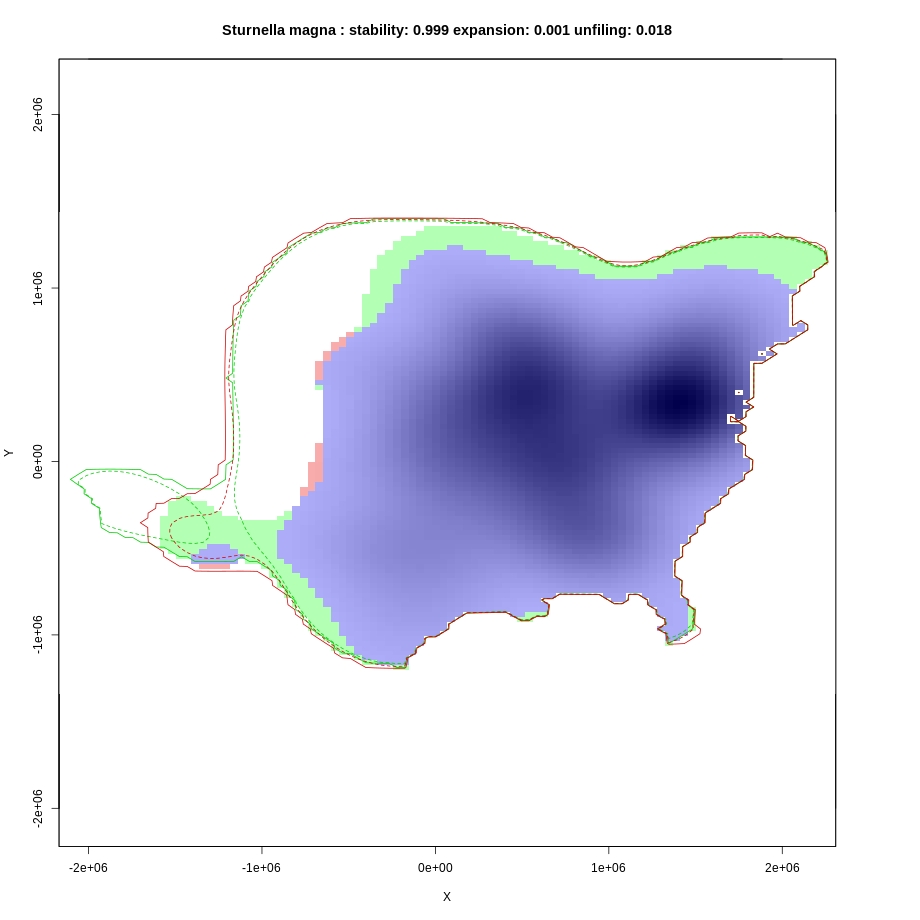 Sturnella magna : stability: 0.999 expansion: 0.001 unfiling: 0.018
2e+06
1e+06
0e+00
-1e+06
-2e+06
Y
-2e+06 -1e+06 0e+00 1e+06 2e+06
X